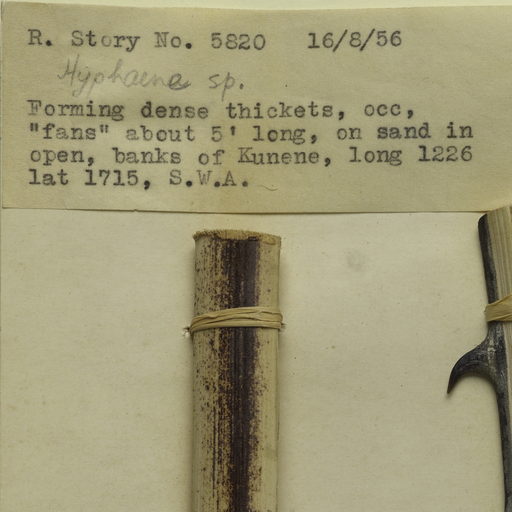 R. Story No. 5820 16/8/56
Hyphaene sp.
Forming dense thickets, occ,
"fans" about 5' long, on sand in
open, banks of Kunene, long 1226
lat 1715, S.W.A.